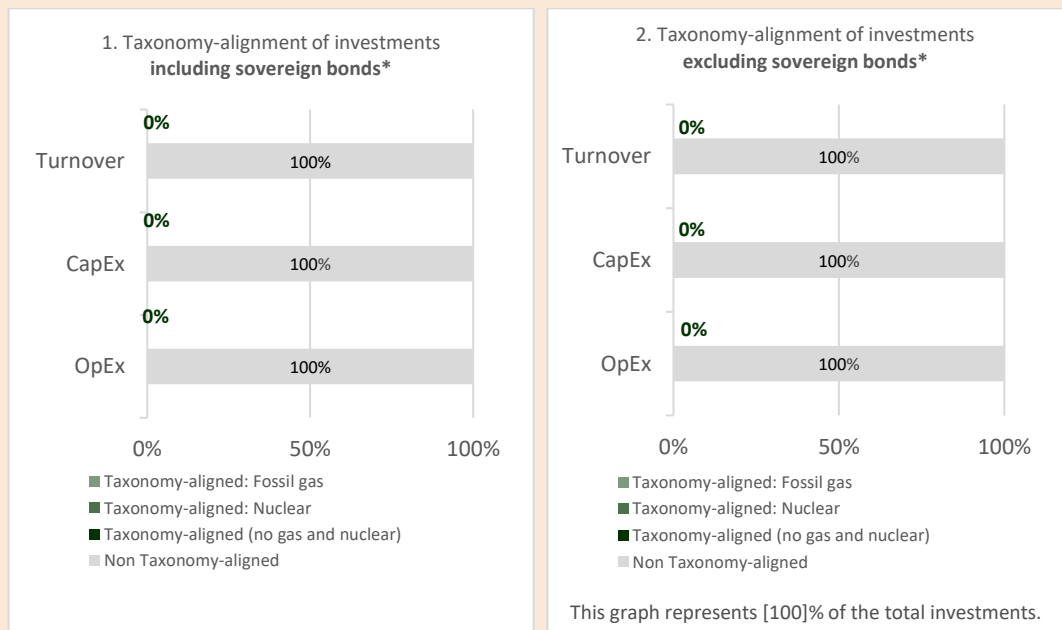 1. Taxonomy-alignment of investments
including sovereign bonds*
0%
Turnover
100%
0%
CapEx
100%
0%
OpEx
100%
0%
50%
100%
Taxonomy-aligned: Fossil gas
Taxonomy-aligned: Nuclear
Taxonomy-aligned (no gas and nuclear)
Non Taxonomy-aligned
2. Taxonomy-alignment of investments
excluding sovereign bonds*
0%
Turnover
100%
0%
CapEx
100%
0%
OpEx
100%
0%
50%
100%
Taxonomy-aligned: Fossil gas
Taxonomy-aligned: Nuclear
Taxonomy-aligned (no gas and nuclear)
Non Taxonomy-aligned
This graph represents [100]% of the total investments.